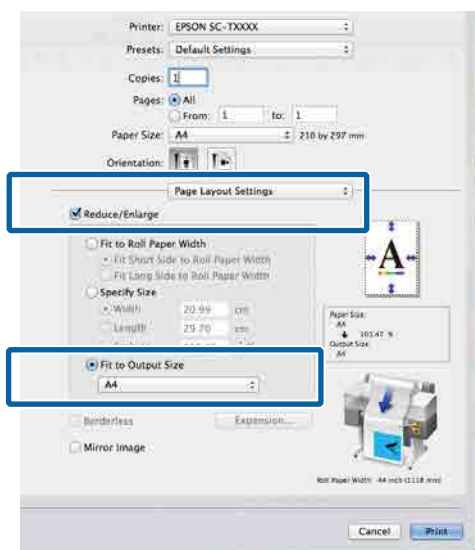 Printer: EPSON SC-TXXXX
Presets: Default Settings
Copies: 1
Pages: All
From: 1 to: 1
Paper Size: A4 210 by 297 mm
Orientation:
Page Layout Settings
Reduce/Enlarge
Fit to Roll Paper Width
Fit Short Side to Roll Paper Width
Fit Long Side to Roll Paper Width
Specify Size
Width 20.99 cm
Length 29.70 cm
Fit to Output Size
A4
Borderless Expansion...
Mirror Image
A
Paper Size:
A4
103.47 %
Output Size
A4
Roll Paper Width: 44 inch (1118 mm)
Cancel Print